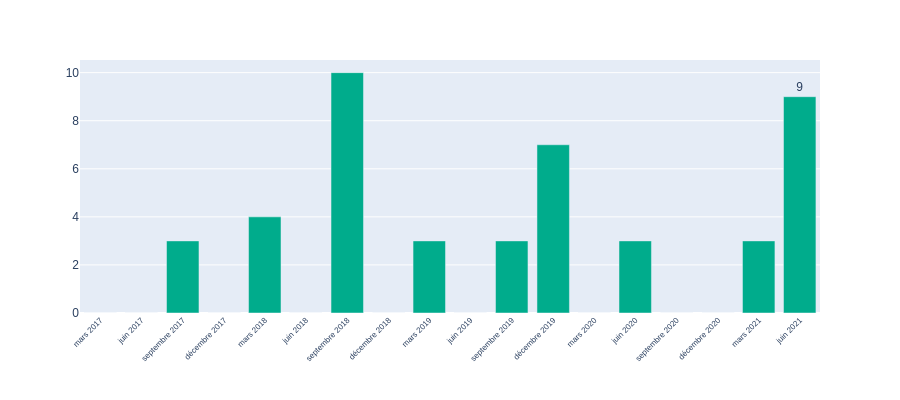 10
9
8
6
4
2
0
mars 2017
juin 2017
septembre 2017
décembre 2017
mars 2018
juin 2018
septembre 2018
décembre 2018
mars 2019
juin 2019
septembre 2019
décembre 2019
mars 2020
juin 2020
septembre 2020
décembre 2020
mars 2021
juin 2021